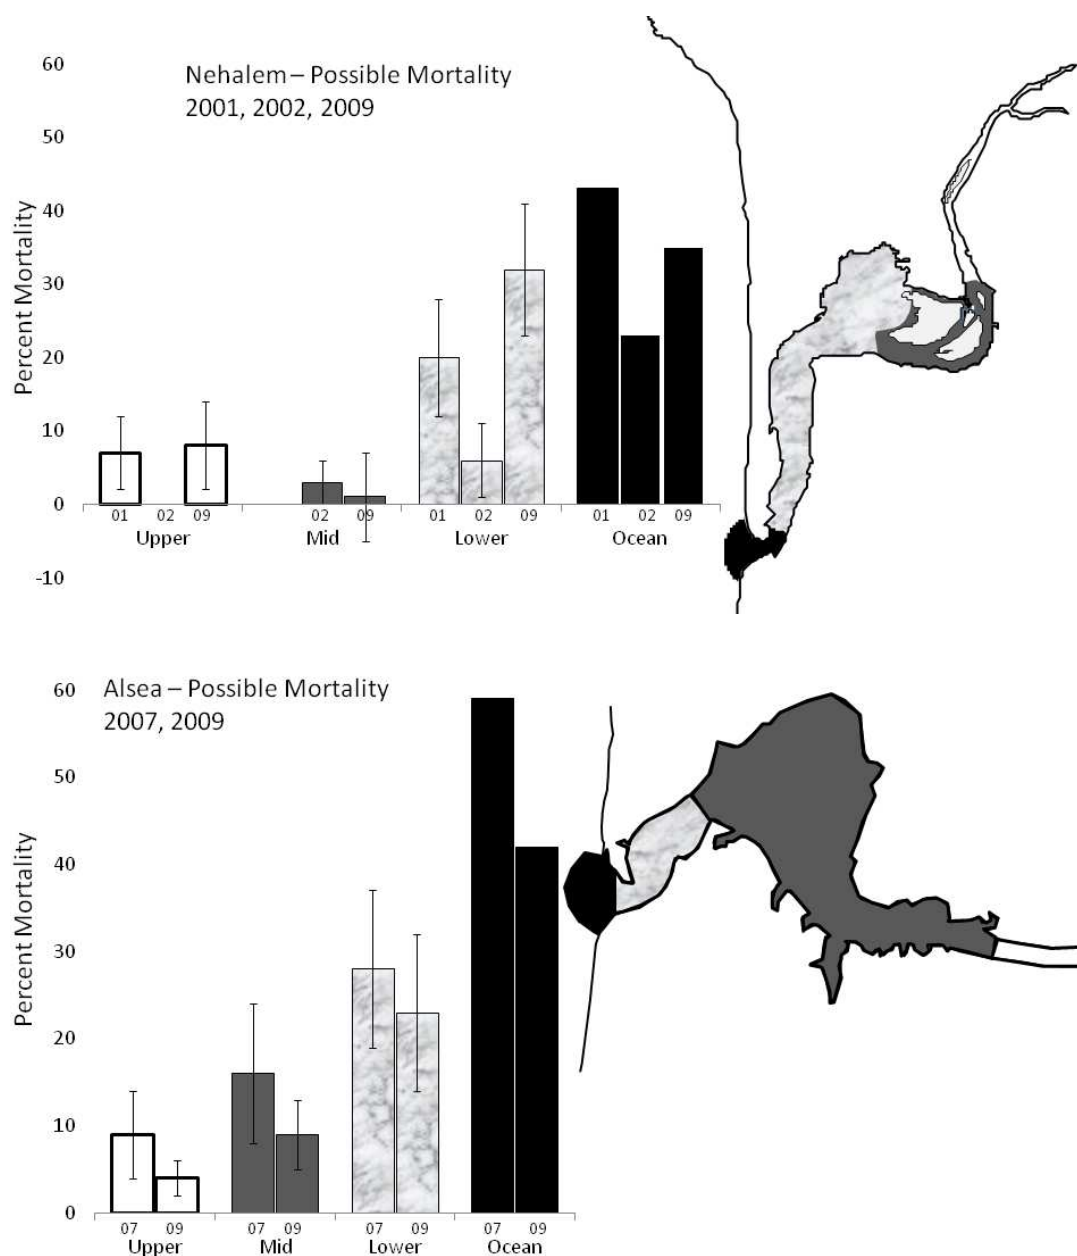 Nehalem – Possible Mortality
2001, 2002, 2009
Percent Mortality
60
50
40
30
20
10
0
-10
01 02 09 02 09 01 02 09 01 02 09
Upper Mid Lower Ocean
Alsea – Possible Mortality
2007, 2009
Percent Mortality
60
50
40
30
20
10
0
07 09 07 09 07 09 07 09
Upper Mid Lower Ocean